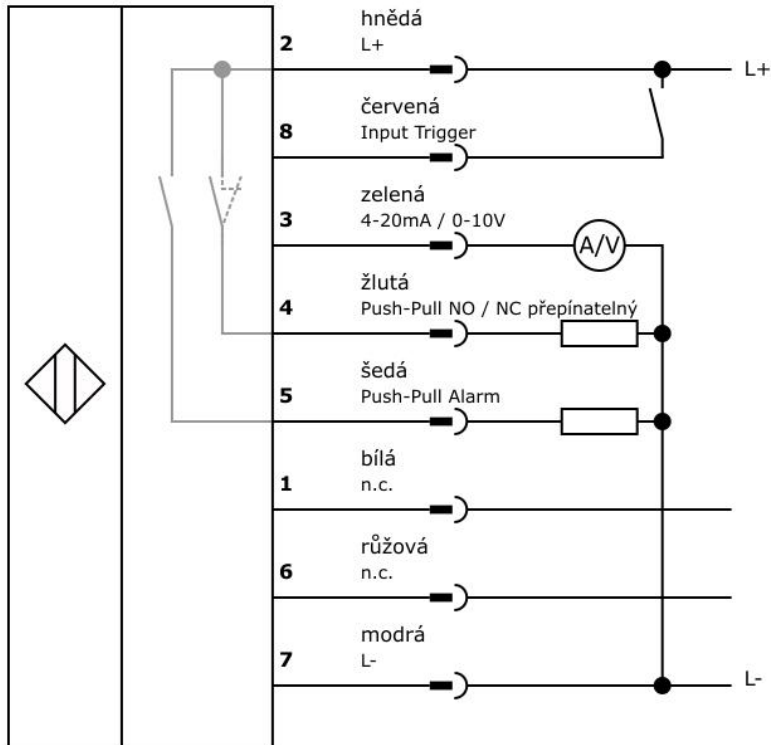 hnědá
2
L+
L+
červená
8
Input Trigger
zelená
3
4-20mA / 0-10V
A/V
žlutá
4
Push-Pull NO / NC přepínatelný
šedá
5
Push-Pull Alarm
bílá
1
n.c.
růžová
6
n.c.
modrá
7
L-
L-